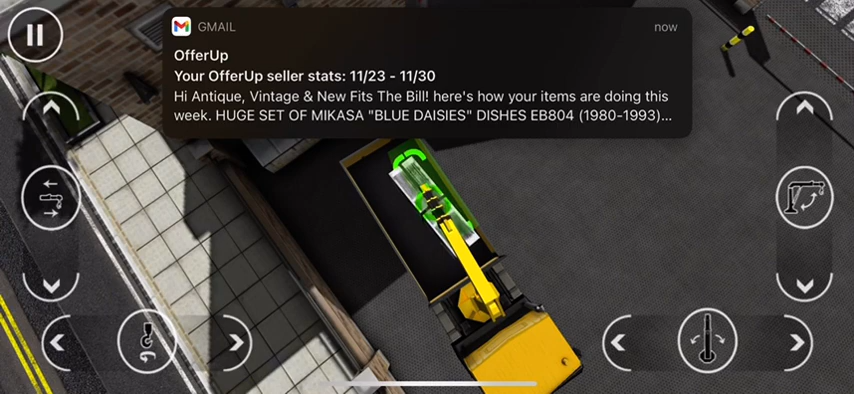 GMAIL
now
OfferUp
Your OfferUp seller stats: 11/23 - 11/30
Hi Antique, Vintage & New Fits The Bill! here's how your items are doing this
week. HUGE SET OF MIKASA "BLUE DAISIES" DISHES EB804 (1980-1993)...